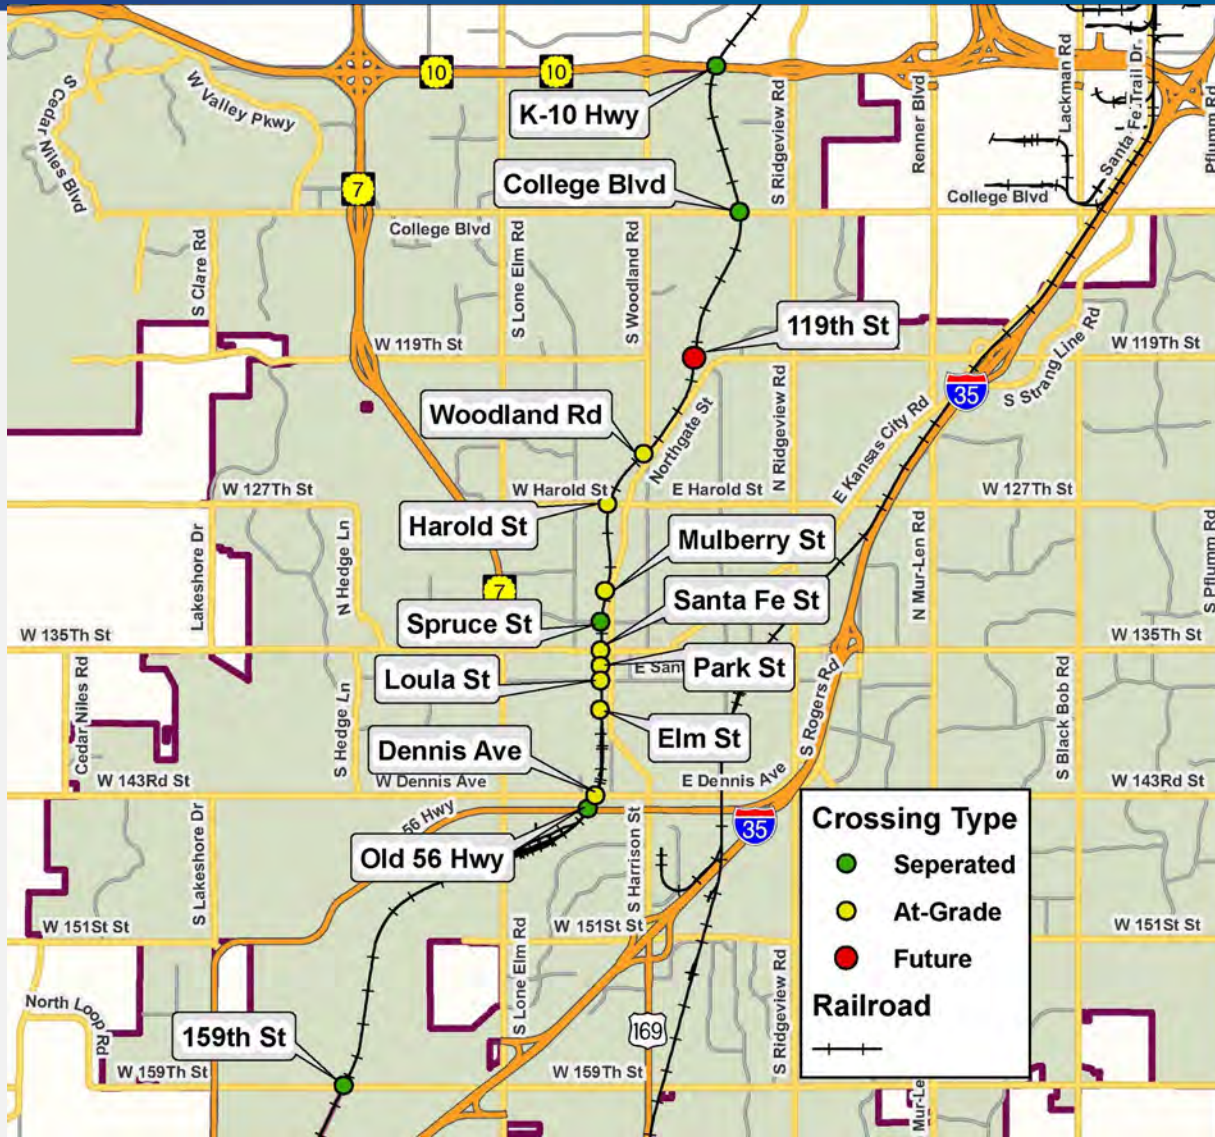 10
10
K-10 Hwy
S Cedar Niles Blvd
W Valley Pkwy
S Ridgeview Rd
Renner Blvd
Lackman Rd
Santa Fe Trail Dr.
Pflumm Rd
7
College Blvd
College Blvd
College Blvd
S Clare Rd
S Lone Elm Rd
S Woodland Rd
119th St
W 119Th St
W 119Th St
S Strang Line Rd
35
Woodland Rd
Northgate St
N Ridgeview Rd
E Kansas City Rd
W 127Th St
W Harold St
E Harold St
W 127Th St
Harold St
Mulberry St
Lakeshore Dr
N Hedge Ln
N Mur-Len Rd
S Pflumm Rd
7
Santa Fe St
Spruce St
W 135Th St
W 135Th St
E San
Park St
Loula St
Cedar Niles Rd
S Hedge Ln
S Rogers Rd
S Black Bob Rd
Elm St
Dennis Ave
W 143Rd St
W Dennis Ave
E Dennis Ave
W 143Rd St
56 Hwy
35
Old 56 Hwy
S Lakeshore Dr
S Harrison St
Crossing Type
Seperated
At-Grade
Future
Railroad
W 151St St
W 151St St
W 151St St
S Lone Elm Rd
S Ridgeview Rd
North Loop Rd
169
159th St
W 159Th St
W 159Th St
Mur-Le